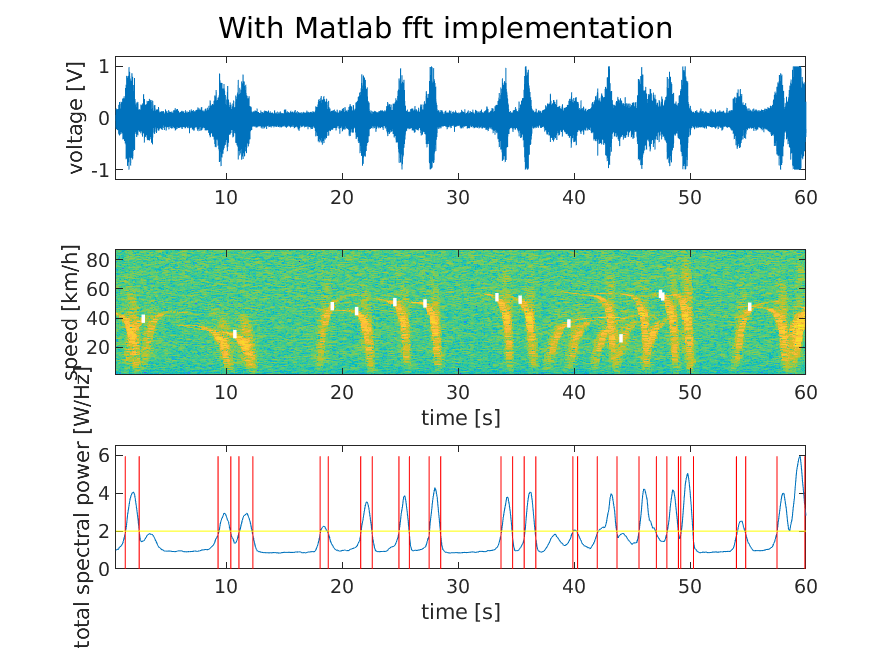 With Matlab fft implementation
voltage [V]
1
0
-1
10 20 30 40 50 60
speed [km/h]
80
60
40
20
10 20 30 40 50 60
time [s]
total spectral power [W/Hz]
6
4
2
0
10 20 30 40 50 60
time [s]